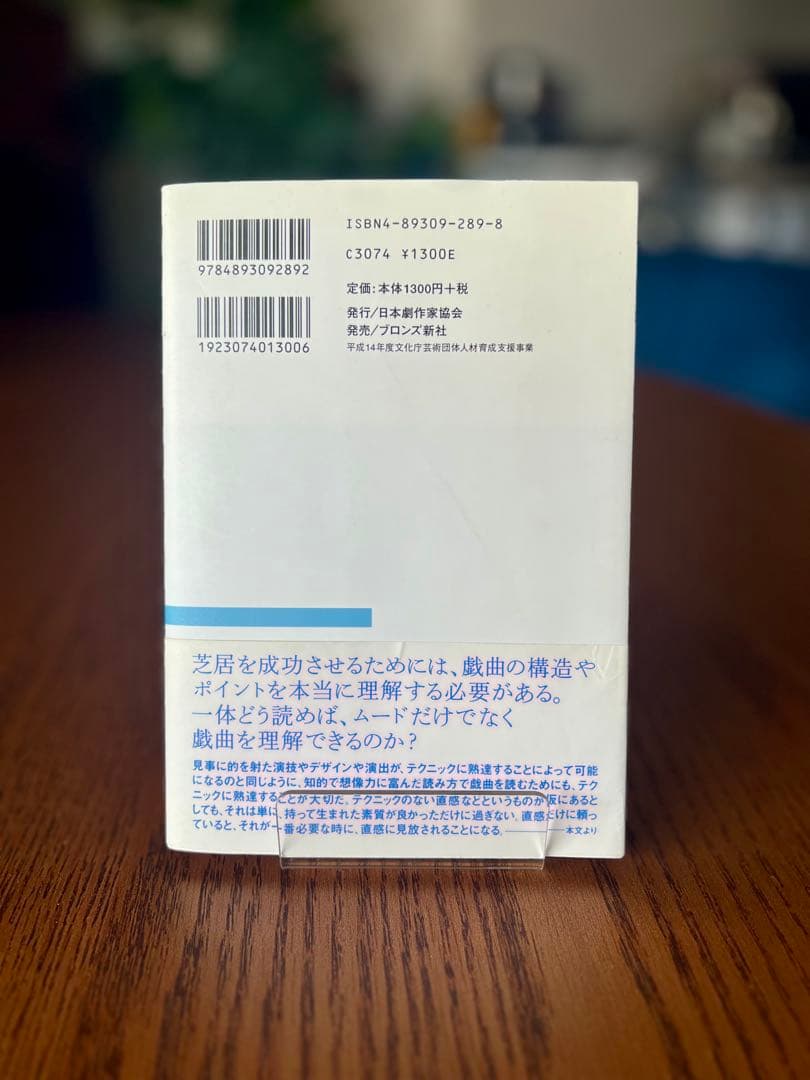 ISBN4-89309-289-8
C3074 ¥1300E
9784893092892
定価:本体1300円+税
発行/日本劇作家協会
発売/ブロンズ新社
1923074013006
平成14年度文化庁芸術団体人材育成支援事業
芝居を成功させるためには、戯曲の構造や
ポイントを本当に理解する必要がある。
一体どう読めば、ムードだけでなく
戯曲を理解できるのか?
見事に的を射た演技やデザインや演出が、テクニックに熟達することによって可能
になるのと同じように、知的で想像力に富んだ読み方で戯曲を読むためにも、テク
ニックに熟達することが大切だ。テクニックのない直感などというものが仮にあると
しても、それは単に、持って生まれた素質が良かっただけに過ぎない。直感だけに頼っ
ていると、それが一番必要な時に、直感に見放されることになる。――本文より